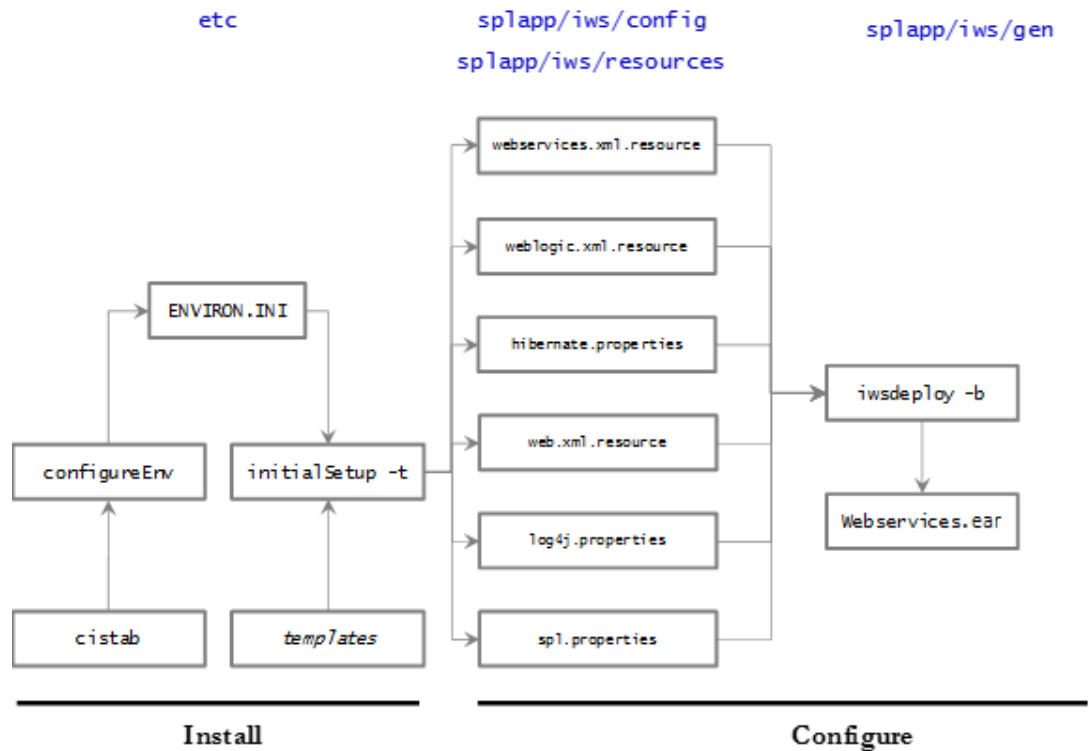 etc
splapp/iws/config
splapp/iws/resources
splapp/iws/gen
webservices.xml.resource
weblogic.xml.resource
ENVIRON.INI
hibernate.properties
iwsdeploy -b
configureEnv
initialSetup -t
web.xml.resource
Webservices.ear
log4j.properties
cistab
templates
spl.properties
Install
Configure